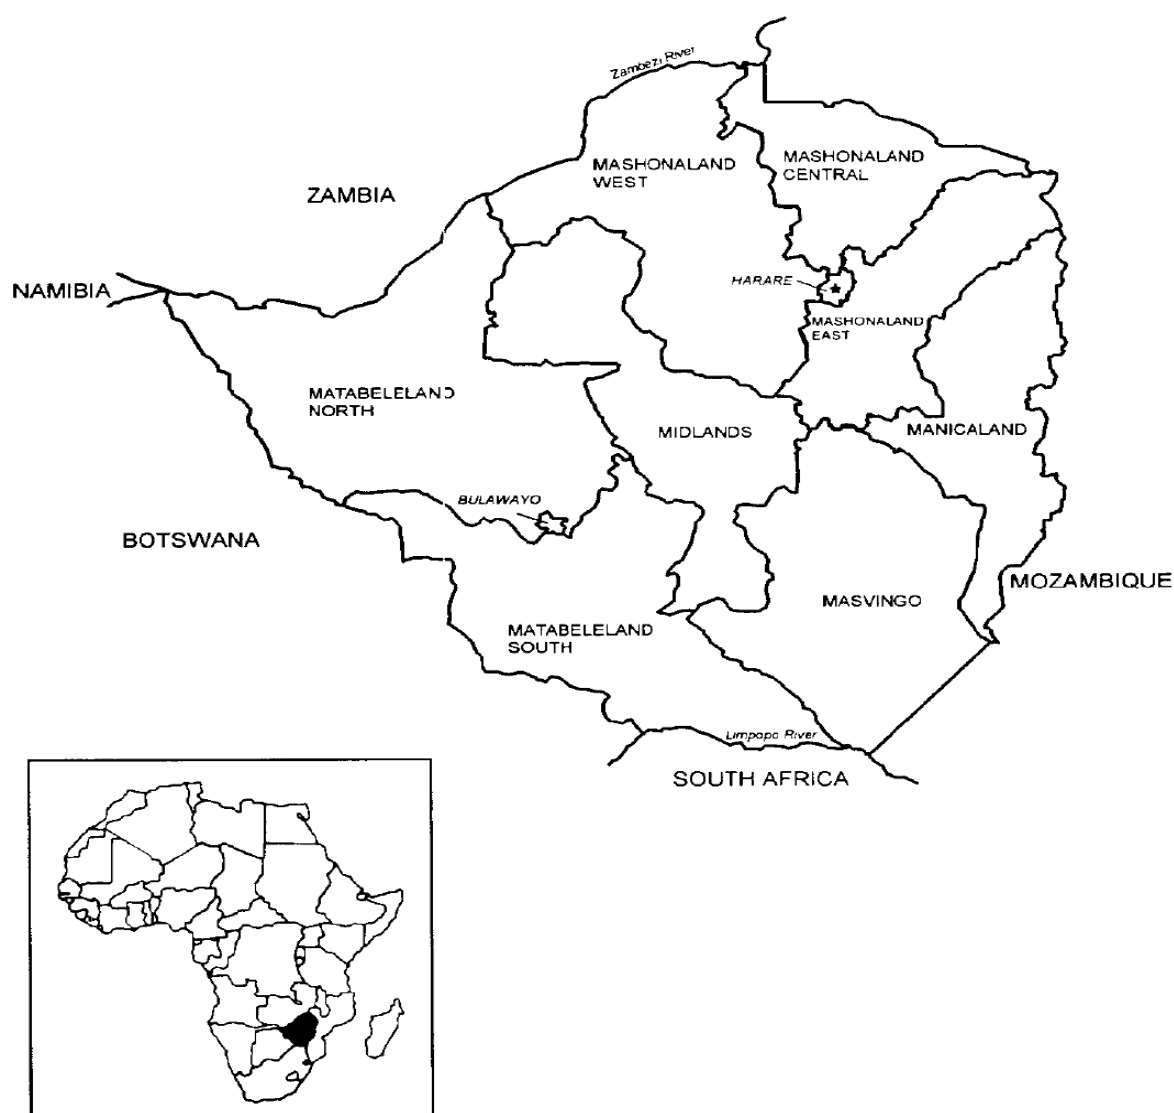 Zambezi River
MASHONALAND
WEST
MASHONALAND
CENTRAL
ZAMBIA
NAMIBIA
HARARE
MASHONALAND
EAST
MATABELELAND
NORTH
MIDLANDS
MANICALAND
BULAWAYO
BOTSWANA
MOZAMBIQUE
MASVINGO
MATABELELAND
SOUTH
Limpopo River
SOUTH AFRICA